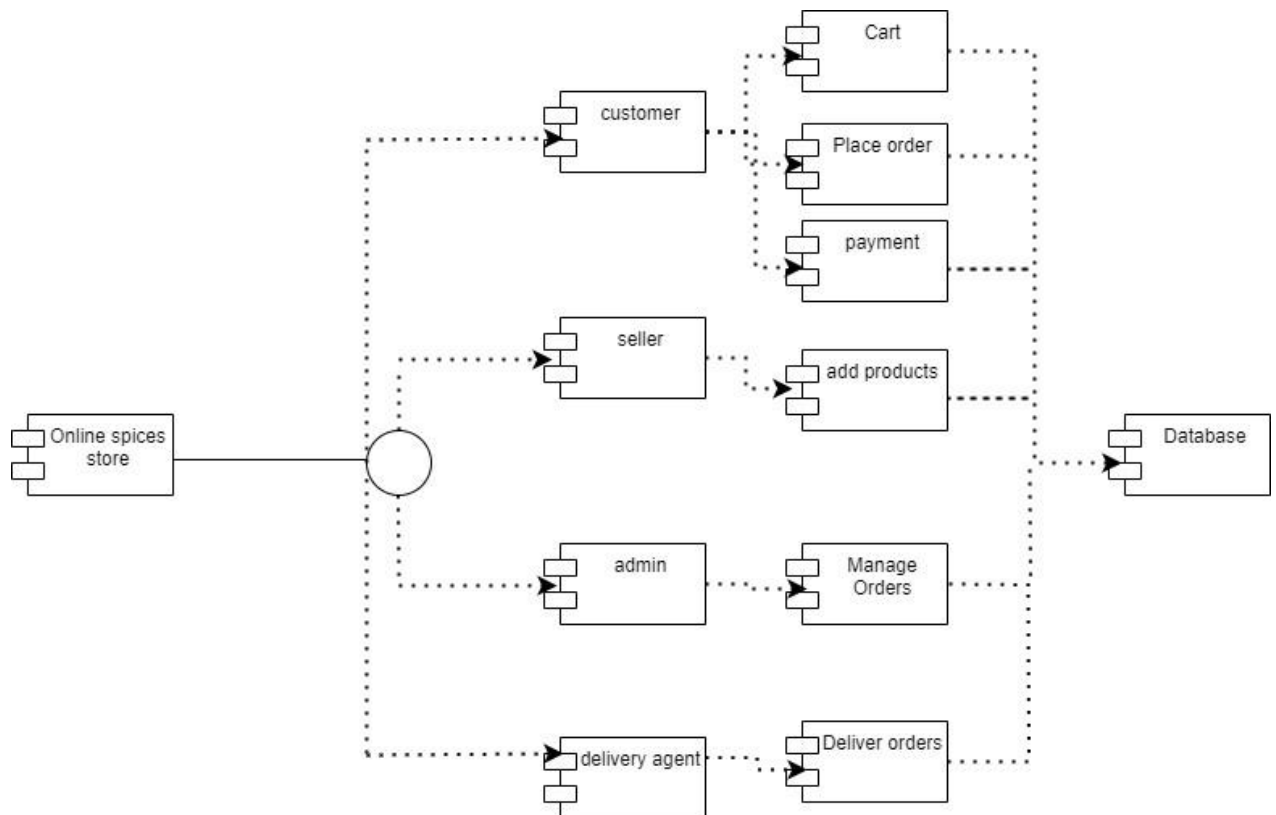 Cart
customer
Place order
payment
seller
add products
Online spices
store
Database
admin
Manage
Orders
delivery agent
Deliver orders